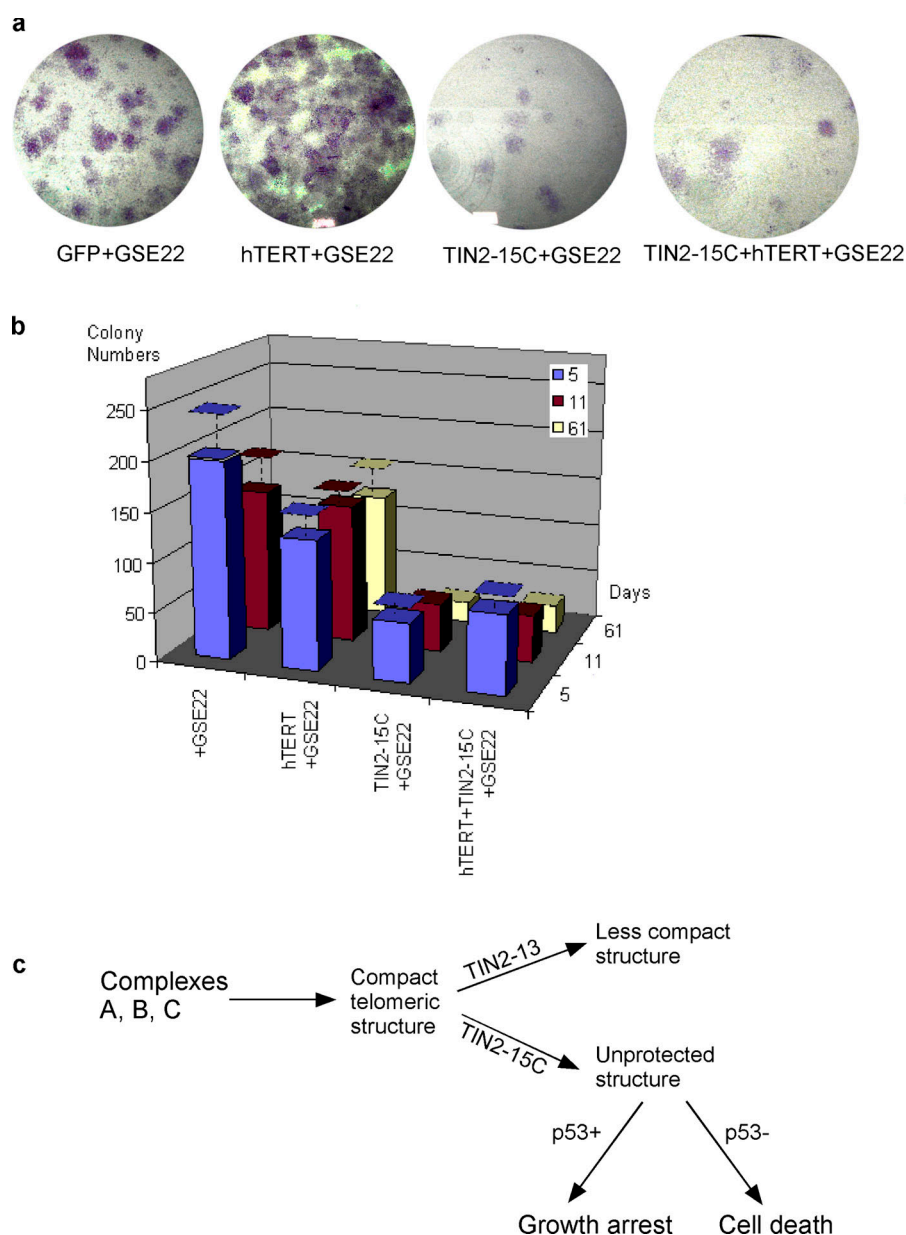 a
GFP+GSE22
hTERT+GSE22
TIN2-15C+GSE22
TIN2-15C+hTERT+GSE22
b
Colony
Numbers
250
200
150
100
50
0
5
11
61
Days
61
11
5
+GSE22
hTERT
+GSE22
TIN2-15C
+GSE22
hTERT+TIN2-15C
+GSE22
c
Complexes
A, B, C
Compact
telomeric
structure
TIN2-13
Less compact
structure
TIN2-15C
Unprotected
structure
p53+
p53-
Growth arrest
Cell death